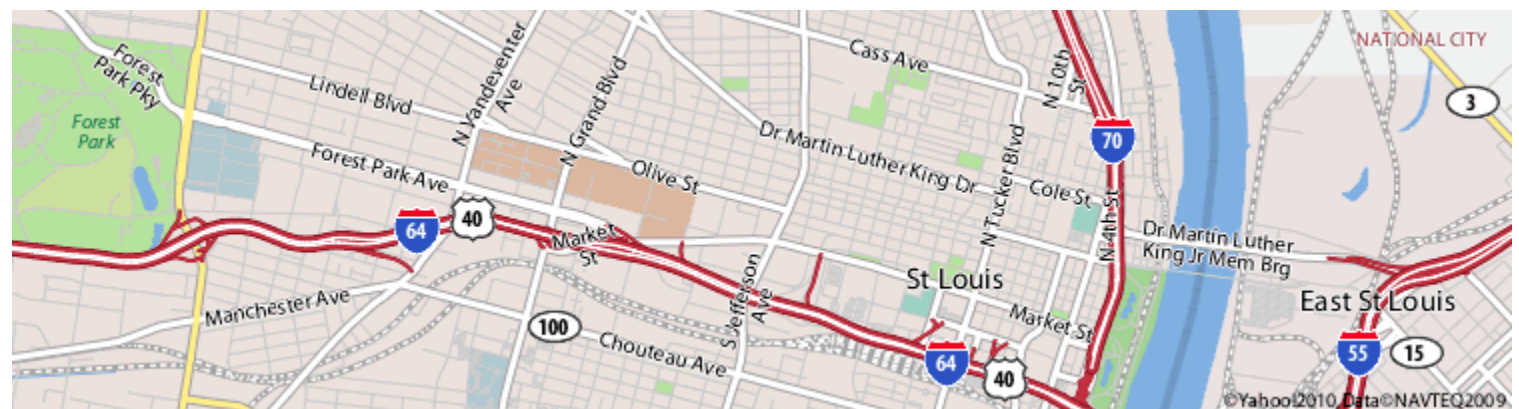 Forest
Park Pky
Forest
Park
Lindell Blvd
N Vandeventer
Ave
N Grand Blvd
Forest Park Ave
Olive St
Cass Ave
Dr Martin Luther King Dr
N 10th
St
N Tucker Blvd
Cole St
N 4th St
70
NATIONAL CITY
3
Dr Martin Luther
King Jr Mem Brg
64
40
Market
St
Manchester Ave
100
Chouteau Ave
S Jefferson
Ave
St Louis
Market St
64
40
East St Louis
55
15
©Yahoo!2010,Data©NAVTEQ2009